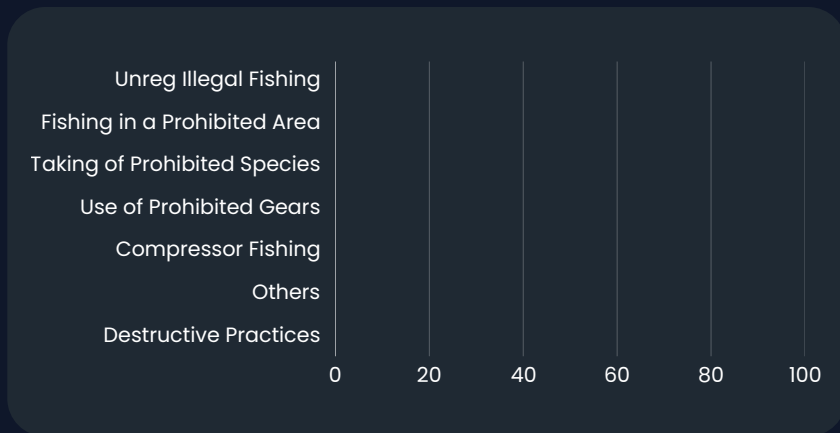 Unreg Illegal Fishing
Fishing in a Prohibited Area
Taking of Prohibited Species
Use of Prohibited Gears
Compressor Fishing
Others
Destructive Practices
0 20 40 60 80 100